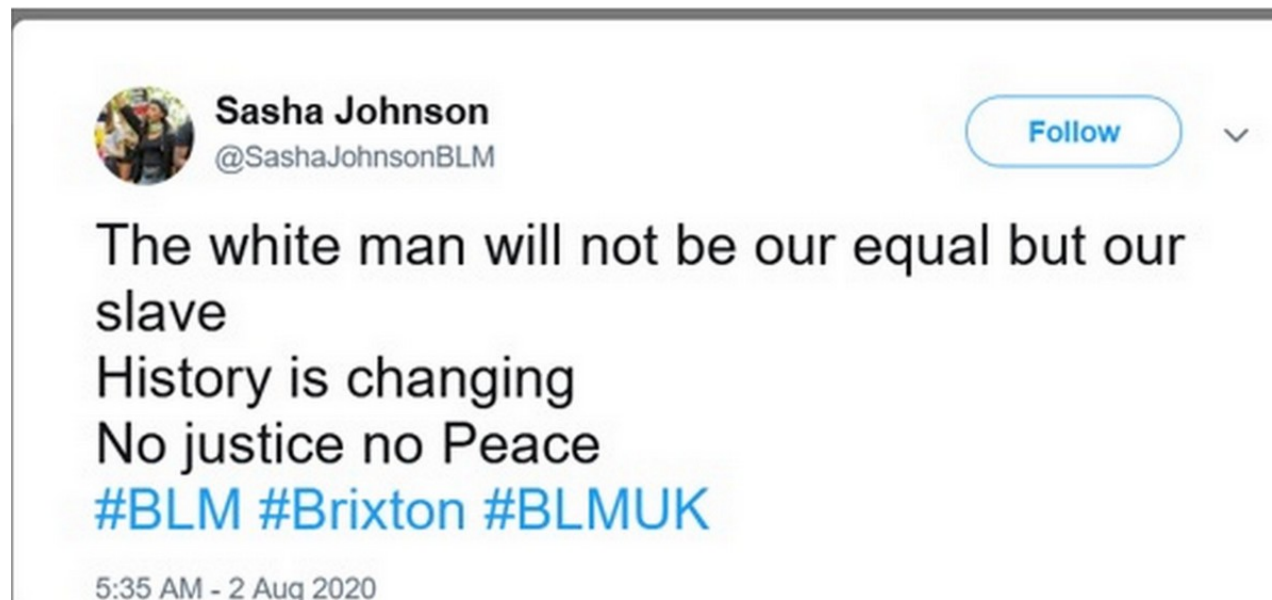 Sasha Johnson
@SashaJohnsonBLM
Follow
The white man will not be our equal but our
slave
History is changing
No justice no Peace
#BLM #Brixton #BLMUK
5:35 AM - 2 Aug 2020